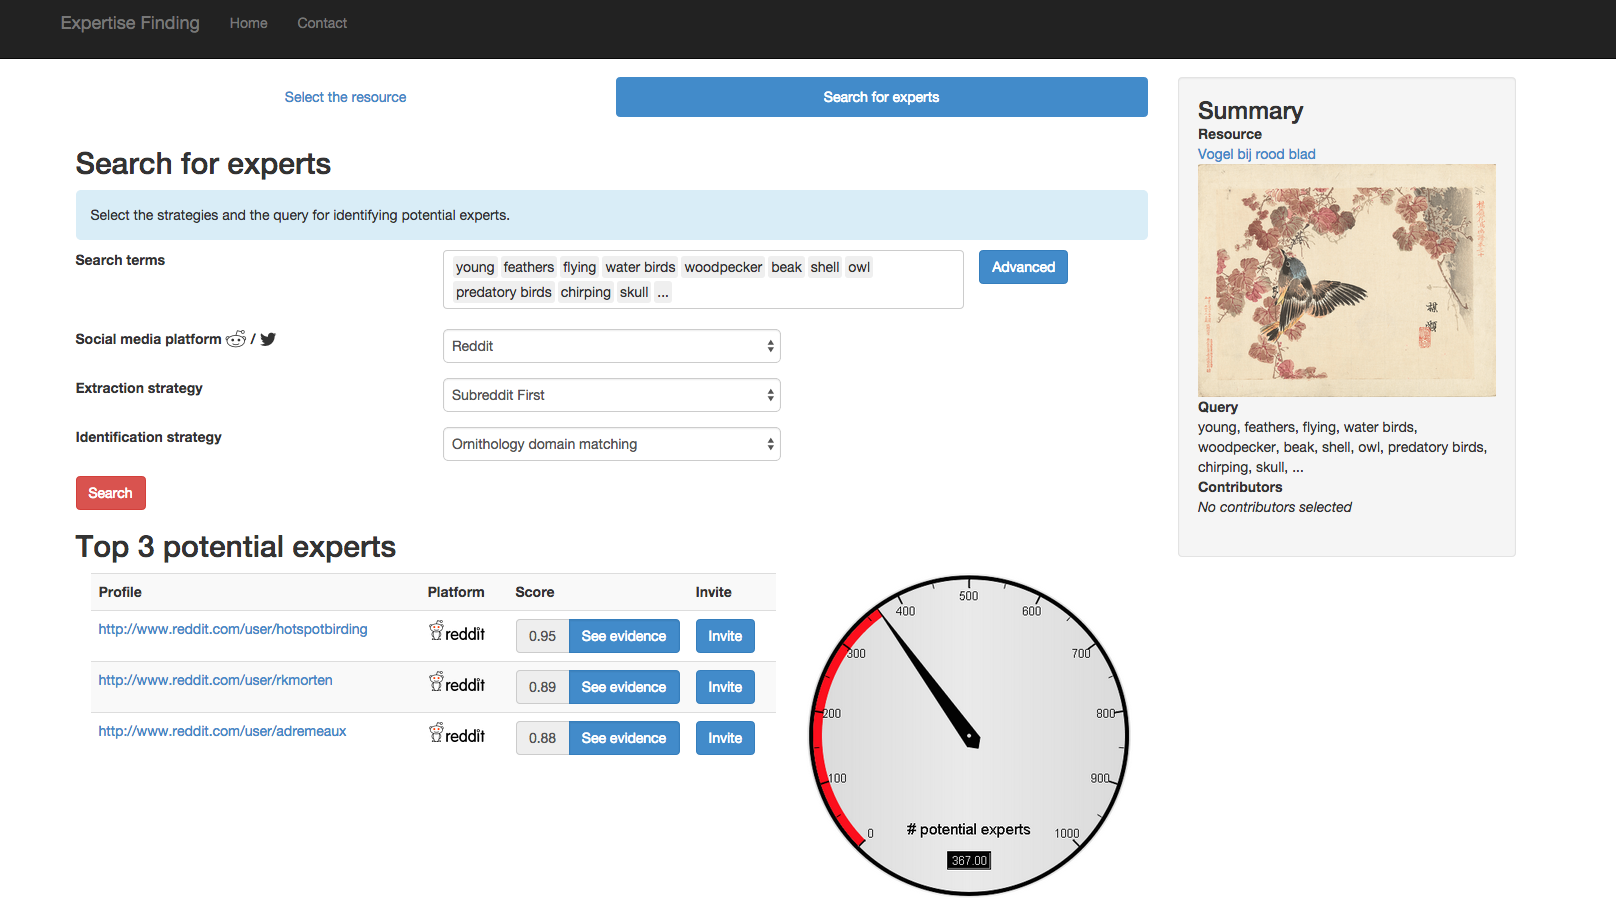 Expertise Finding Home Contact
Select the resource
Search for experts
Search for experts
Select the strategies and the query for identifying potential experts.
Search terms
young feathers flying water birds woodpecker beak shell owl
predatory birds chirping skull ...
Advanced
Social media platform /
Reddit
Extraction strategy
Subreddit First
Identification strategy
Ornithology domain matching
Search
Top 3 potential experts
Profile Platform Score Invite
http://www.reddit.com/user/hotspotbirding reddit 0.95 See evidence Invite
http://www.reddit.com/user/rkmorten reddit 0.89 See evidence Invite
http://www.reddit.com/user/adremeaux reddit 0.88 See evidence Invite
0
100
200
300
400
500
600
700
800
900
1000
# potential experts
367.00
Summary
Resource
Vogel bij rood blad
Query
young, feathers, flying, water birds,
woodpecker, beak, shell, owl, predatory birds,
chirping, skull, ...
Contributors
No contributors selected